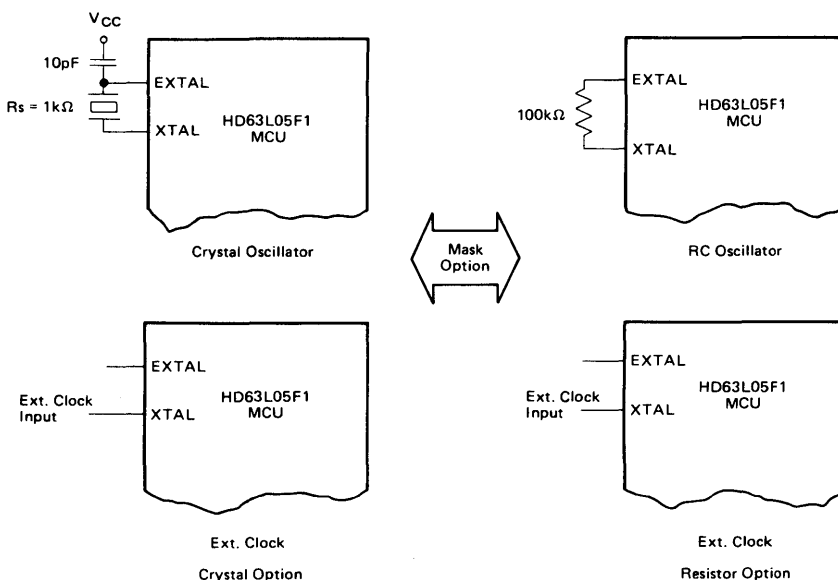 VCC
10pF
Rs = 1kΩ
EXTAL
XTAL
HD63L05F1
MCU
Crystal Oscillator
100kΩ
EXTAL
XTAL
HD63L05F1
MCU
RC Oscillator
Mask
Option
EXTAL
Ext. Clock
Input
XTAL
HD63L05F1
MCU
Ext. Clock
Crystal Option
EXTAL
Ext. Clock
Input
XTAL
HD63L05F1
MCU
Ext. Clock
Resistor Option